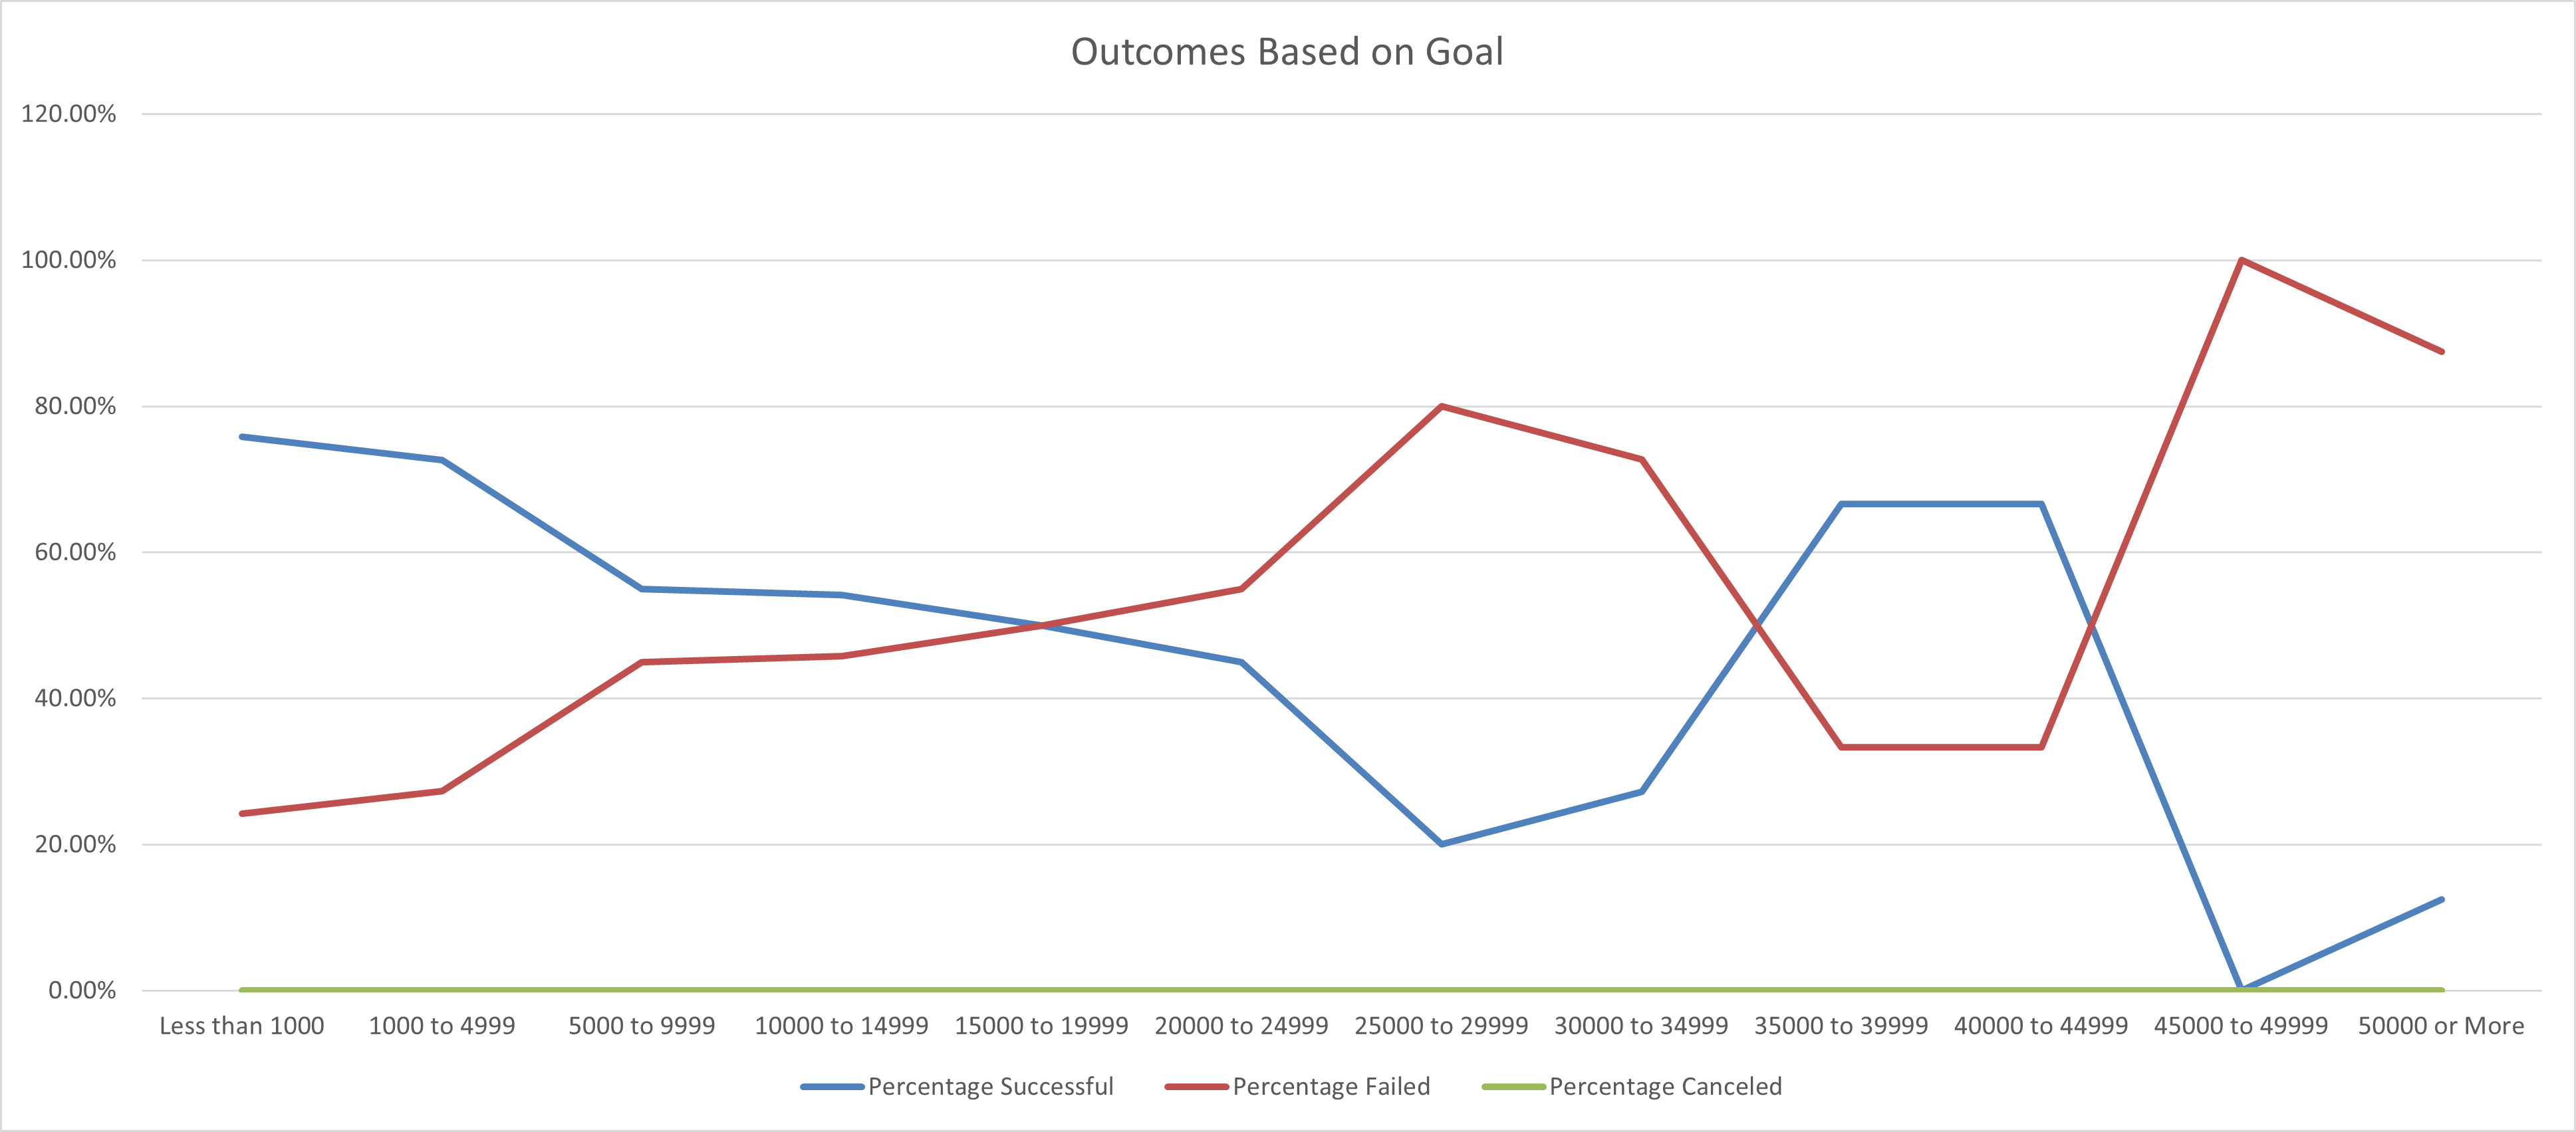 Outcomes Based on Goal
120.00%
100.00%
80.00%
60.00%
40.00%
20.00%
0.00%
Less than 1000 1000 to 4999 5000 to 9999 10000 to 14999 15000 to 19999 20000 to 24999 25000 to 29999 30000 to 34999 35000 to 39999 40000 to 44999 45000 to 49999 50000 or More
Percentage Successful Percentage Failed Percentage Canceled